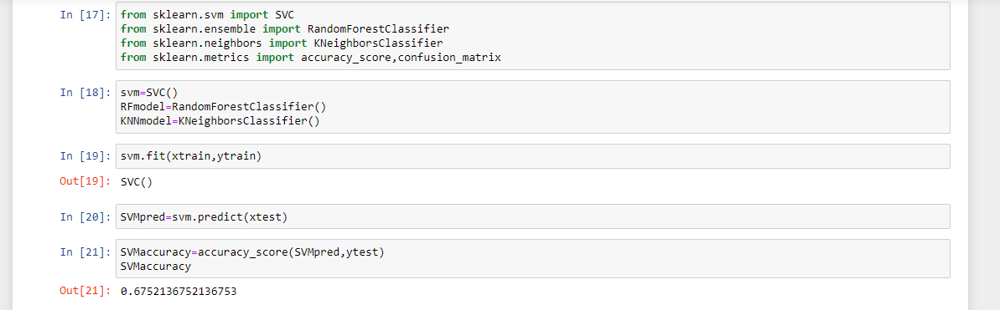 In [17]: from sklearn.svm import SVC
from sklearn.ensemble import RandomForestClassifier
from sklearn.neighbors import KNeighborsClassifier
from sklearn.metrics import accuracy_score,confusion_matrix
In [18]: svm=SVC()
RFmodel=RandomForestClassifier()
KNNmodel=KNeighborsClassifier()
In [19]: svm.fit(xtrain,ytrain)
Out[19]: SVC()
In [20]: SVMpred=svm.predict(xtest)
In [21]: SVMaccuracy=accuracy_score(SVMpred,ytest)
SVMaccuracy
Out[21]: 0.6752136752136753